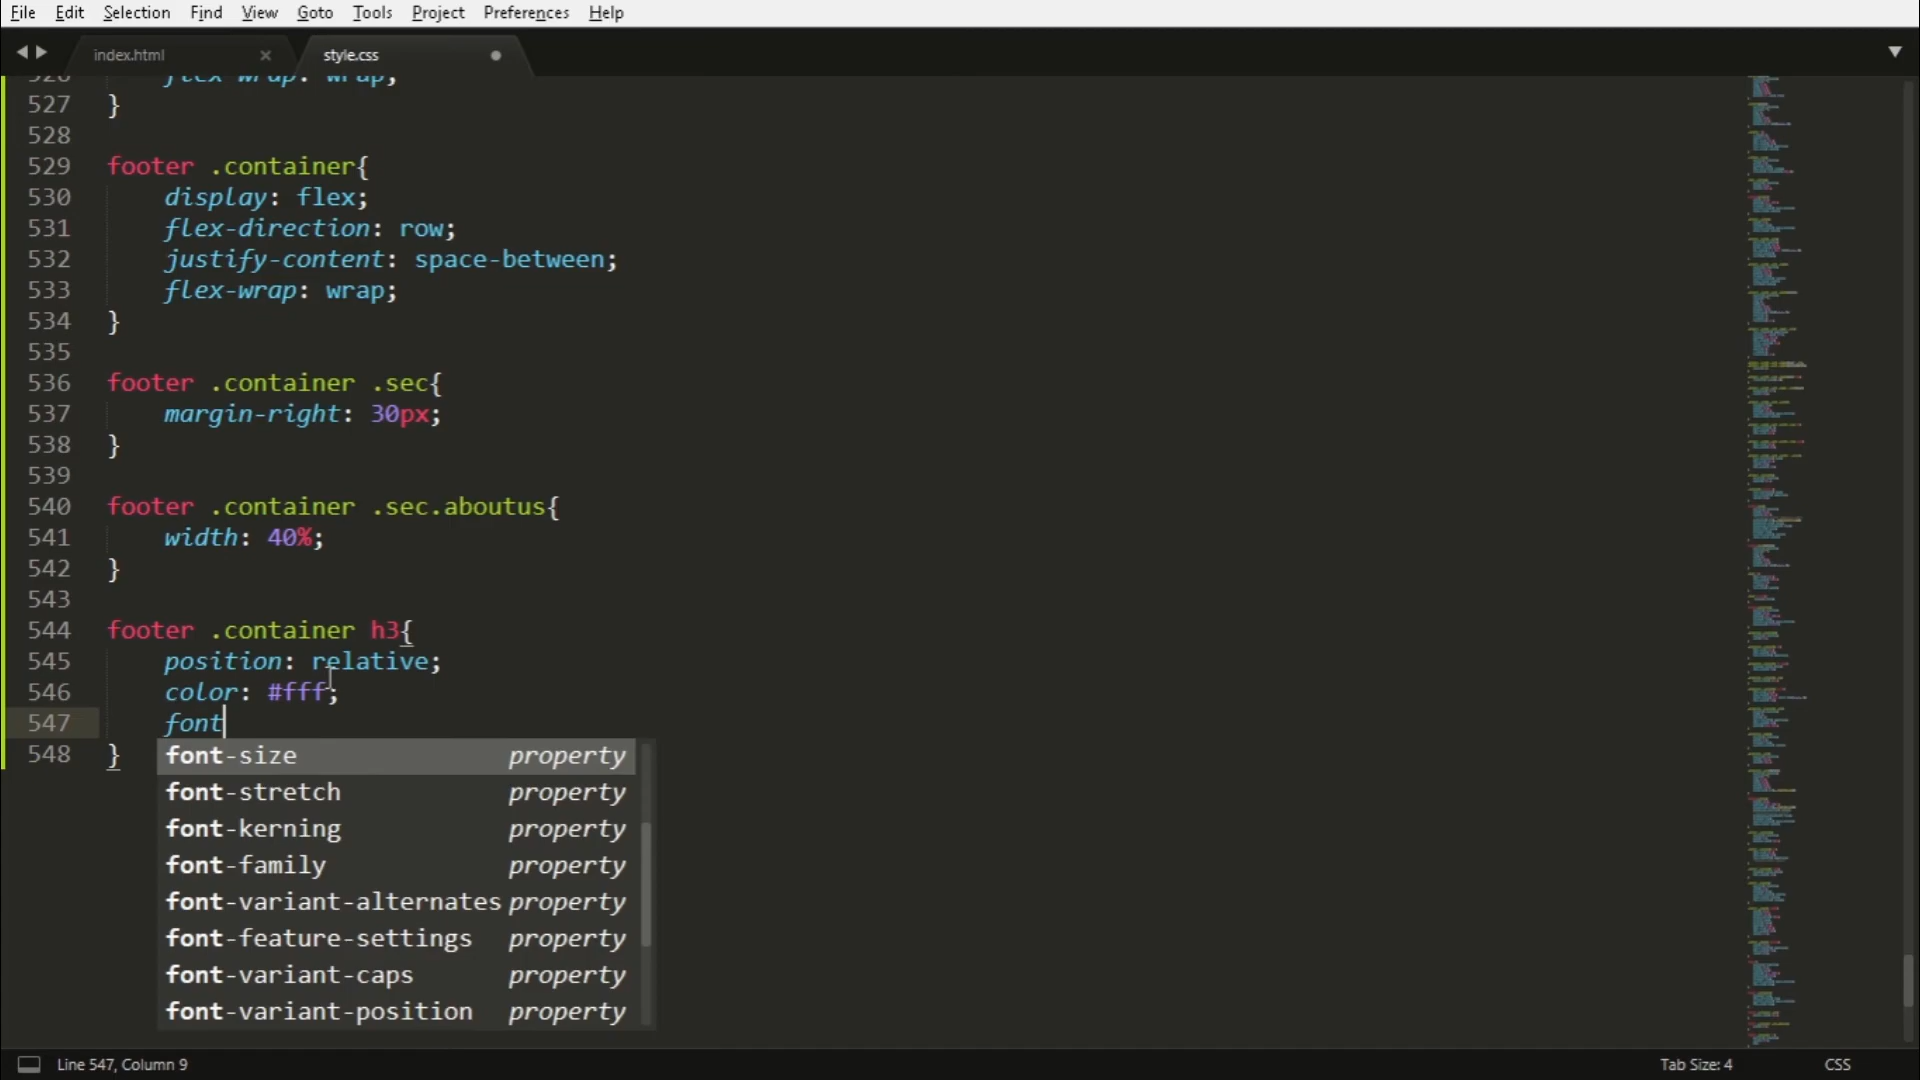 File Edit Selection Find View Goto Tools Project Preferences Help
index.html × style.css
526 flex-wrap: wrap;
527 }
528
529 footer .container{
530 display: flex;
531 flex-direction: row;
532 justify-content: space-between;
533 flex-wrap: wrap;
534 }
535
536 footer .container .sec{
537 margin-right: 30px;
538 }
539
540 footer .container .sec.aboutus{
541 width: 40%;
542 }
543
544 footer .container h3{
545 position: relative;
546 color: #fff;
547 font
548 }
font-size property
font-stretch property
font-kerning property
font-family property
font-variant-alternates property
font-feature-settings property
font-variant-caps property
font-variant-position property
Line 547, Column 9 Tab Size: 4 CSS